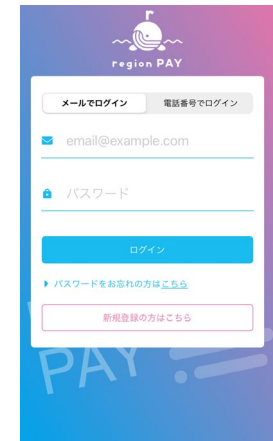 region PAY
メールでログイン
電話番号でログイン
email@example.com
パスワード
ログイン
パスワードをお忘れの方はこちら
新規登録の方はこちら
PAY